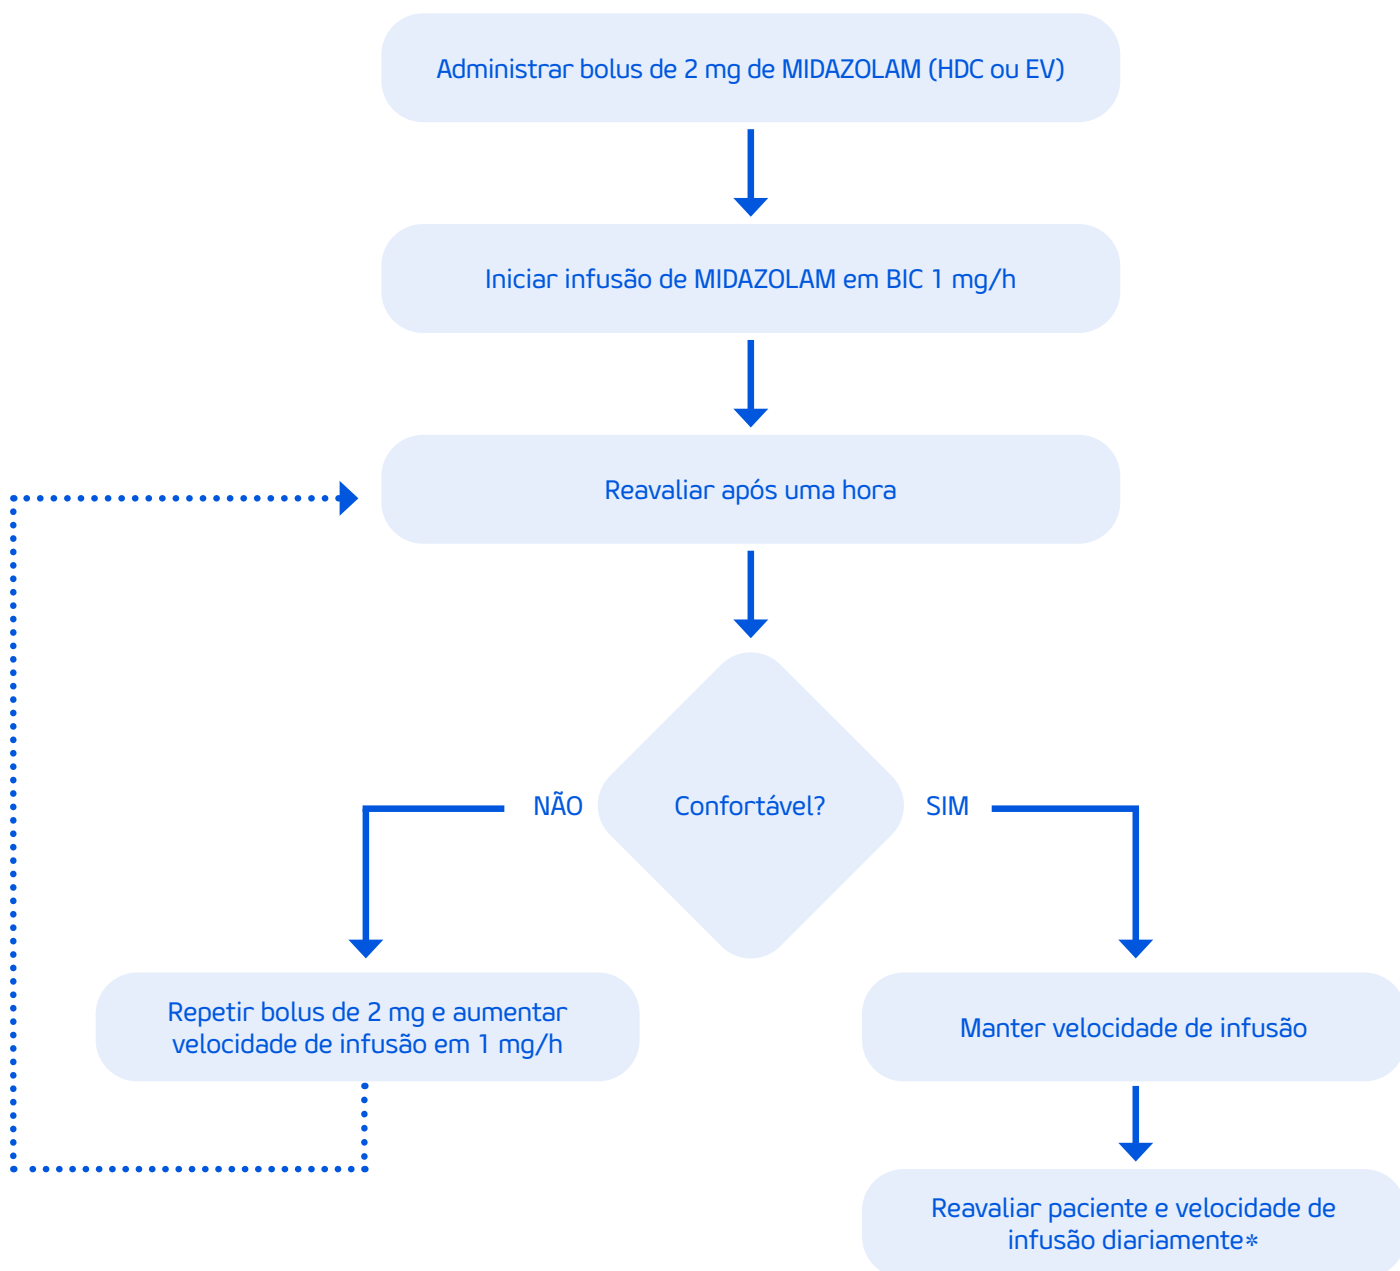 Administrar bolus de 2 mg de MIDAZOLAM (HDC ou EV)
Iniciar infusão de MIDAZOLAM em BIC 1 mg/h
Reavaliar após uma hora
NÃO
Confortável?
SIM
Repetir bolus de 2 mg e aumentar
velocidade de infusão em 1 mg/h
Manter velocidade de infusão
Reavaliar paciente e velocidade de
infusão diariamente*